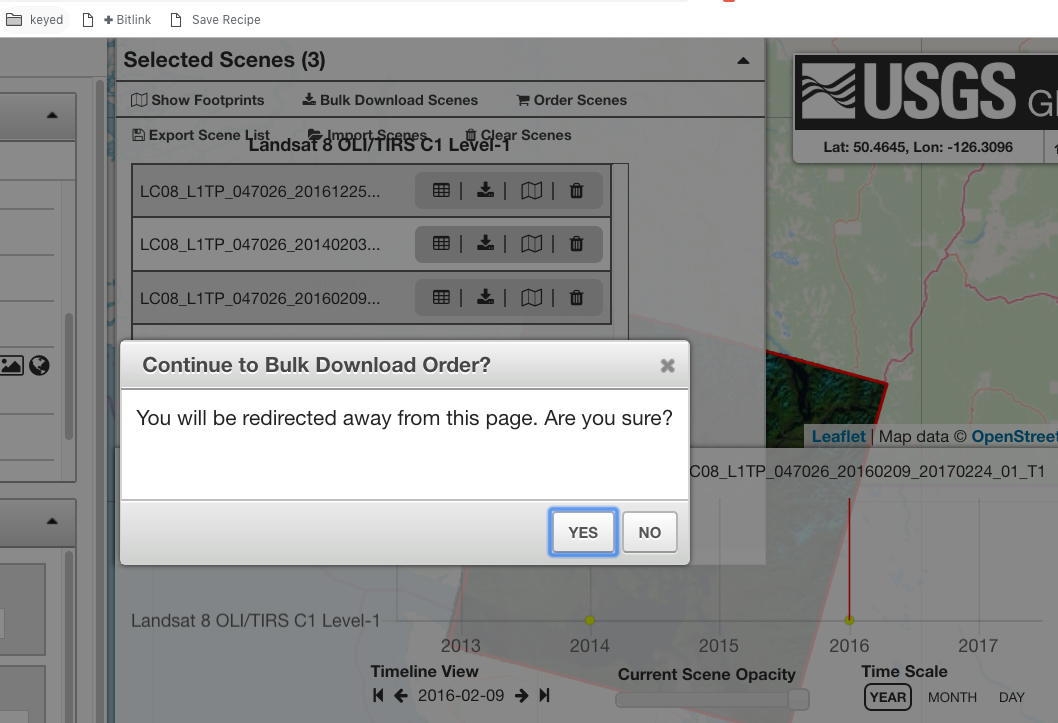 keyed
+ Bitlink
Save Recipe
Selected Scenes (3)
Show Footprints
Bulk Download Scenes
Order Scenes
Export Scene List
Import Scenes
Clear Scenes
Landsat 8 OLI/TIRS C1 Level-1
LC08_L1TP_047026_20161225...
LC08_L1TP_047026_20140203...
LC08_L1TP_047026_20160209...
USGS
Lat: 50.4645, Lon: -126.3096
Continue to Bulk Download Order?
You will be redirected away from this page. Are you sure?
YES
NO
Leaflet | Map data © OpenStreet
C08_L1TP_047026_20160209_20170224_01_T1
Landsat 8 OLI/TIRS C1 Level-1
2013 2014 2015 2016 2017
Timeline View
2016-02-09
Current Scene Opacity
Time Scale
YEAR MONTH DAY